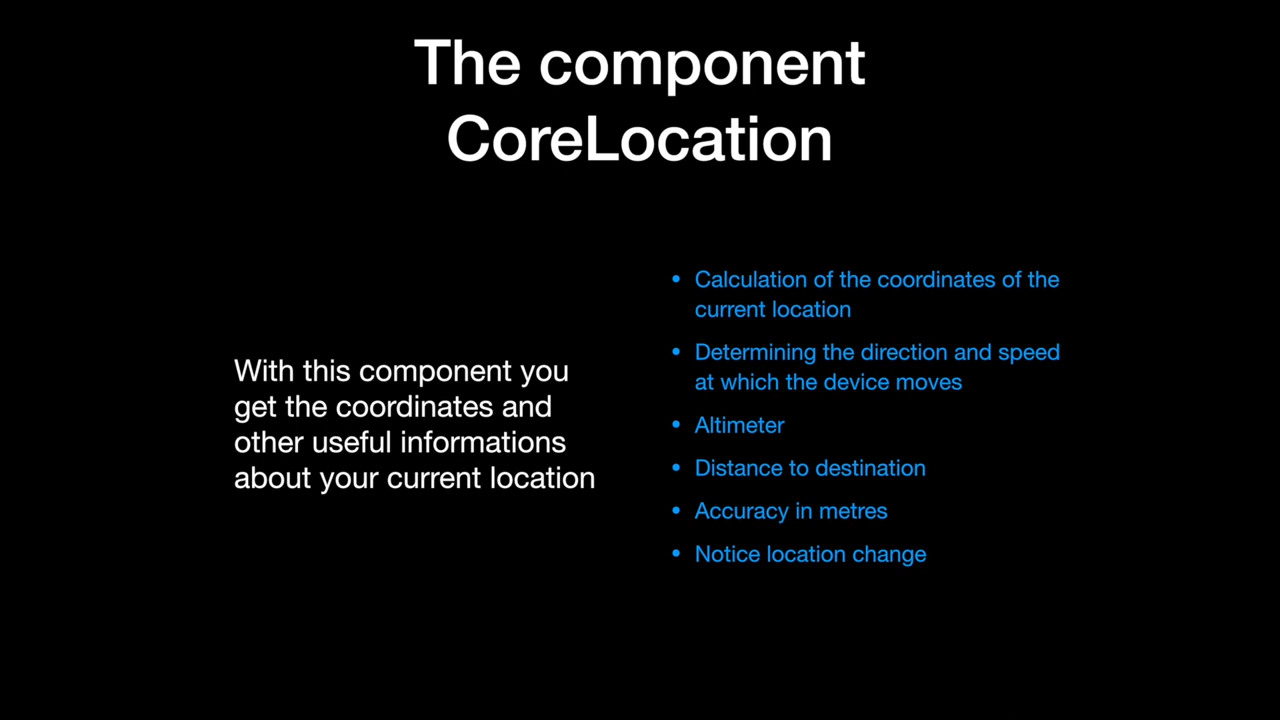 The component
CoreLocation
With this component you
get the coordinates and
other useful informations
about your current location
• Calculation of the coordinates of the
current location
• Determining the direction and speed
at which the device moves
• Altimeter
• Distance to destination
• Accuracy in metres
• Notice location change